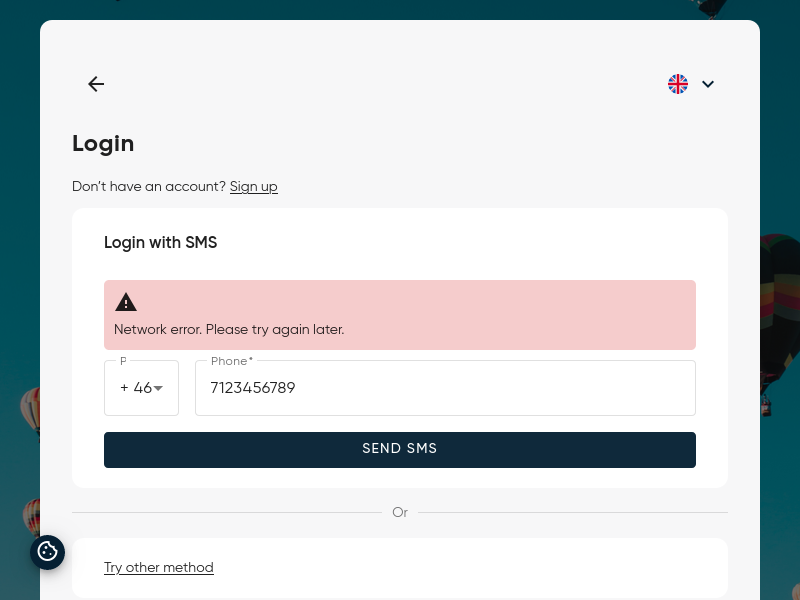 Login
Don’t have an account? Sign up
Login with SMS
Network error. Please try again later.
P
Phone*
+ 46
7123456789
SEND SMS
Or
Try other method